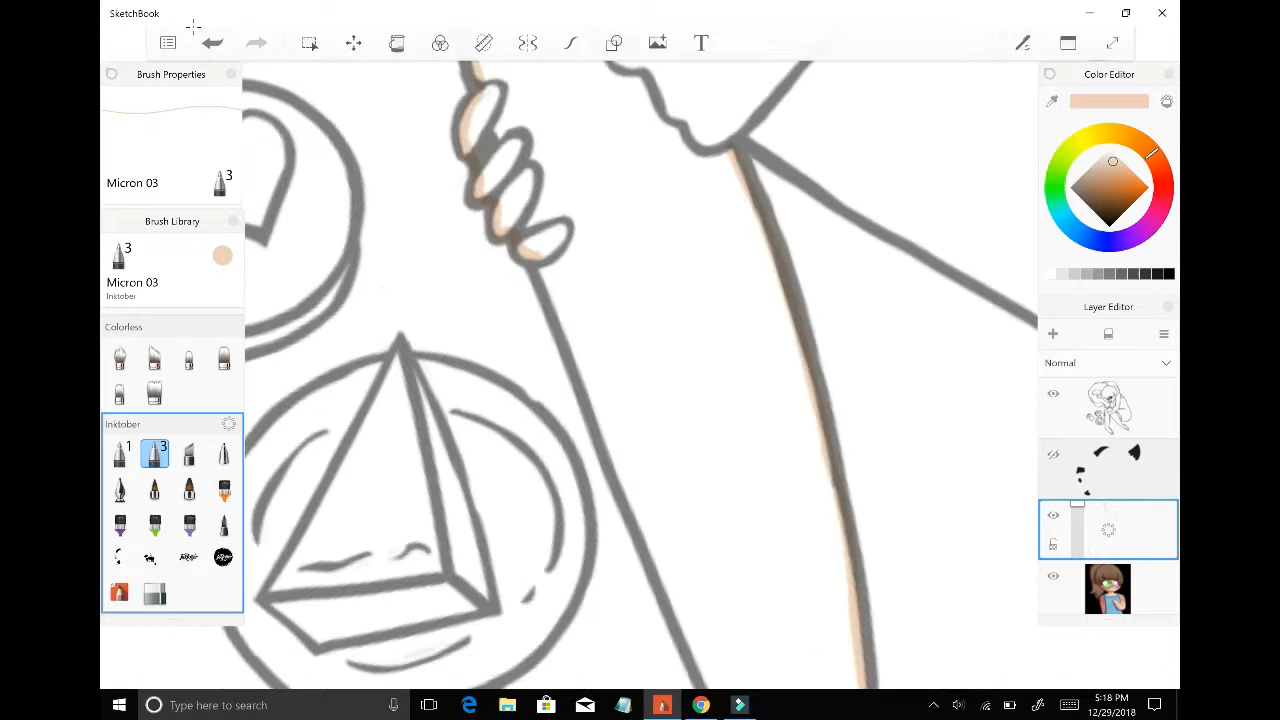 SketchBook
T
Brush Properties
3
Micron 03
Brush Library
3
Micron 03
Inktober
Colorless
Inktober
1
3
Color Editor
Layer Editor
Normal
Type here to search
5:18 PM
12/29/2018